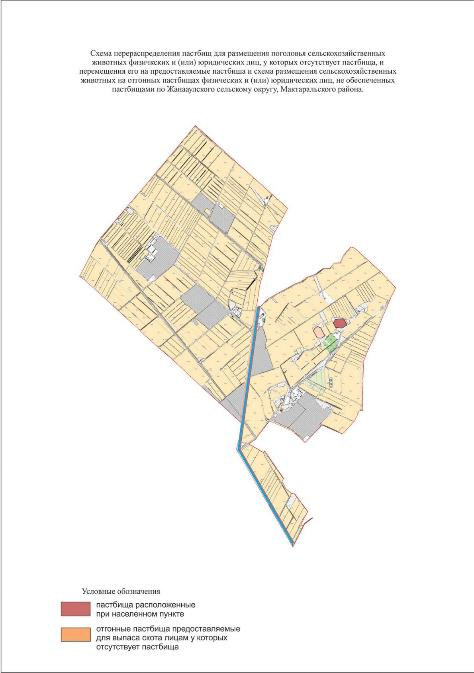 Схема перераспределения пастбищ для размещения поголовья сельскохозяйственных
животных физических и (или) юридических лиц, у которых отсутствует пастбища, и
перемещения его на предоставляемые пастбища и схема размещения сельскохозяйственных
животных на отгонных пастбищах физических и (или) юридических лиц, не обеспеченных
пастбищами по Жанааулскому сельскому округу, Мактаральского района.
Условные обозначения
пастбища расположенные
при населенном пункте
отгонные пастбища предоставляемые
для выпаса скота лицам у которых
отсутствует пастбища